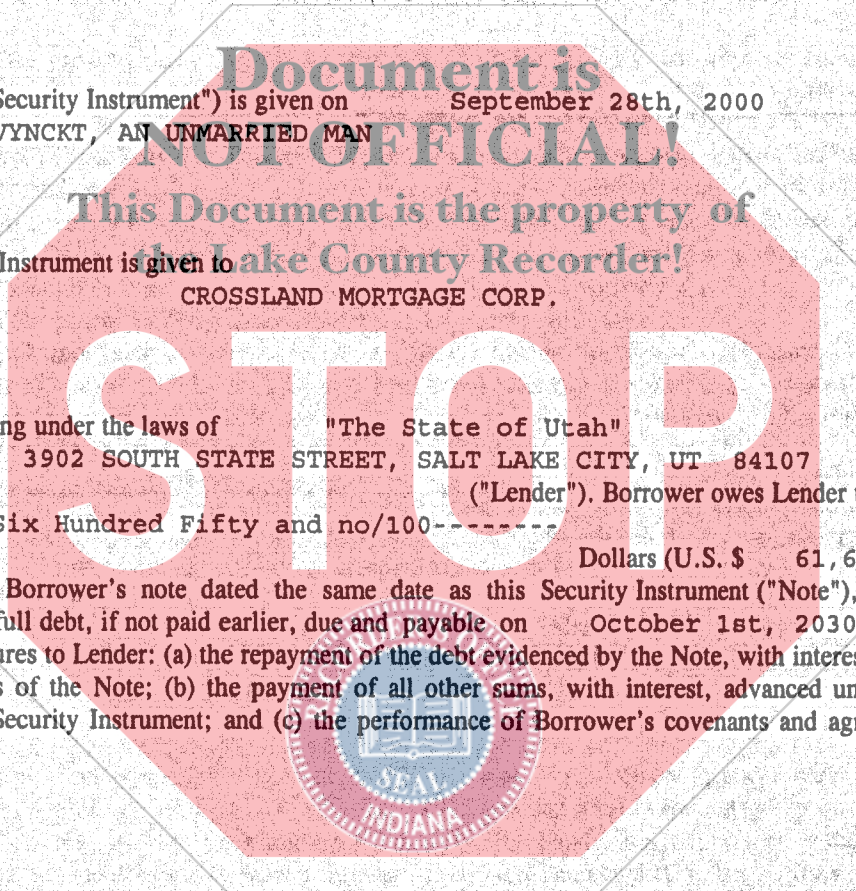 Document is
Security Instrument") is given on September 28th, 2000
VYNCKT, AN UNMARRIED MAN
NOT OFFICIAL!
This Document is the property of
Instrument is given to
the Lake County Recorder!
CROSSLAND MORTGAGE CORP.
STOP
ng under the laws of "The State of Utah"
3902 SOUTH STATE STREET, SALT LAKE CITY, UT 84107
("Lender"). Borrower owes Lender
Six Hundred Fifty and no/100--------
Dollars (U.S. $ 61,6
Borrower's note dated the same date as this Security Instrument ("Note"),
full debt, if not paid earlier, due and payable on October 1st, 2030
ures to Lender: (a) the repayment of the debt evidenced by the Note, with interes
s of the Note; (b) the payment of all other sums, with interest, advanced un
Security Instrument; and (c) the performance of Borrower's covenants and agr
SEAL
INDIANA